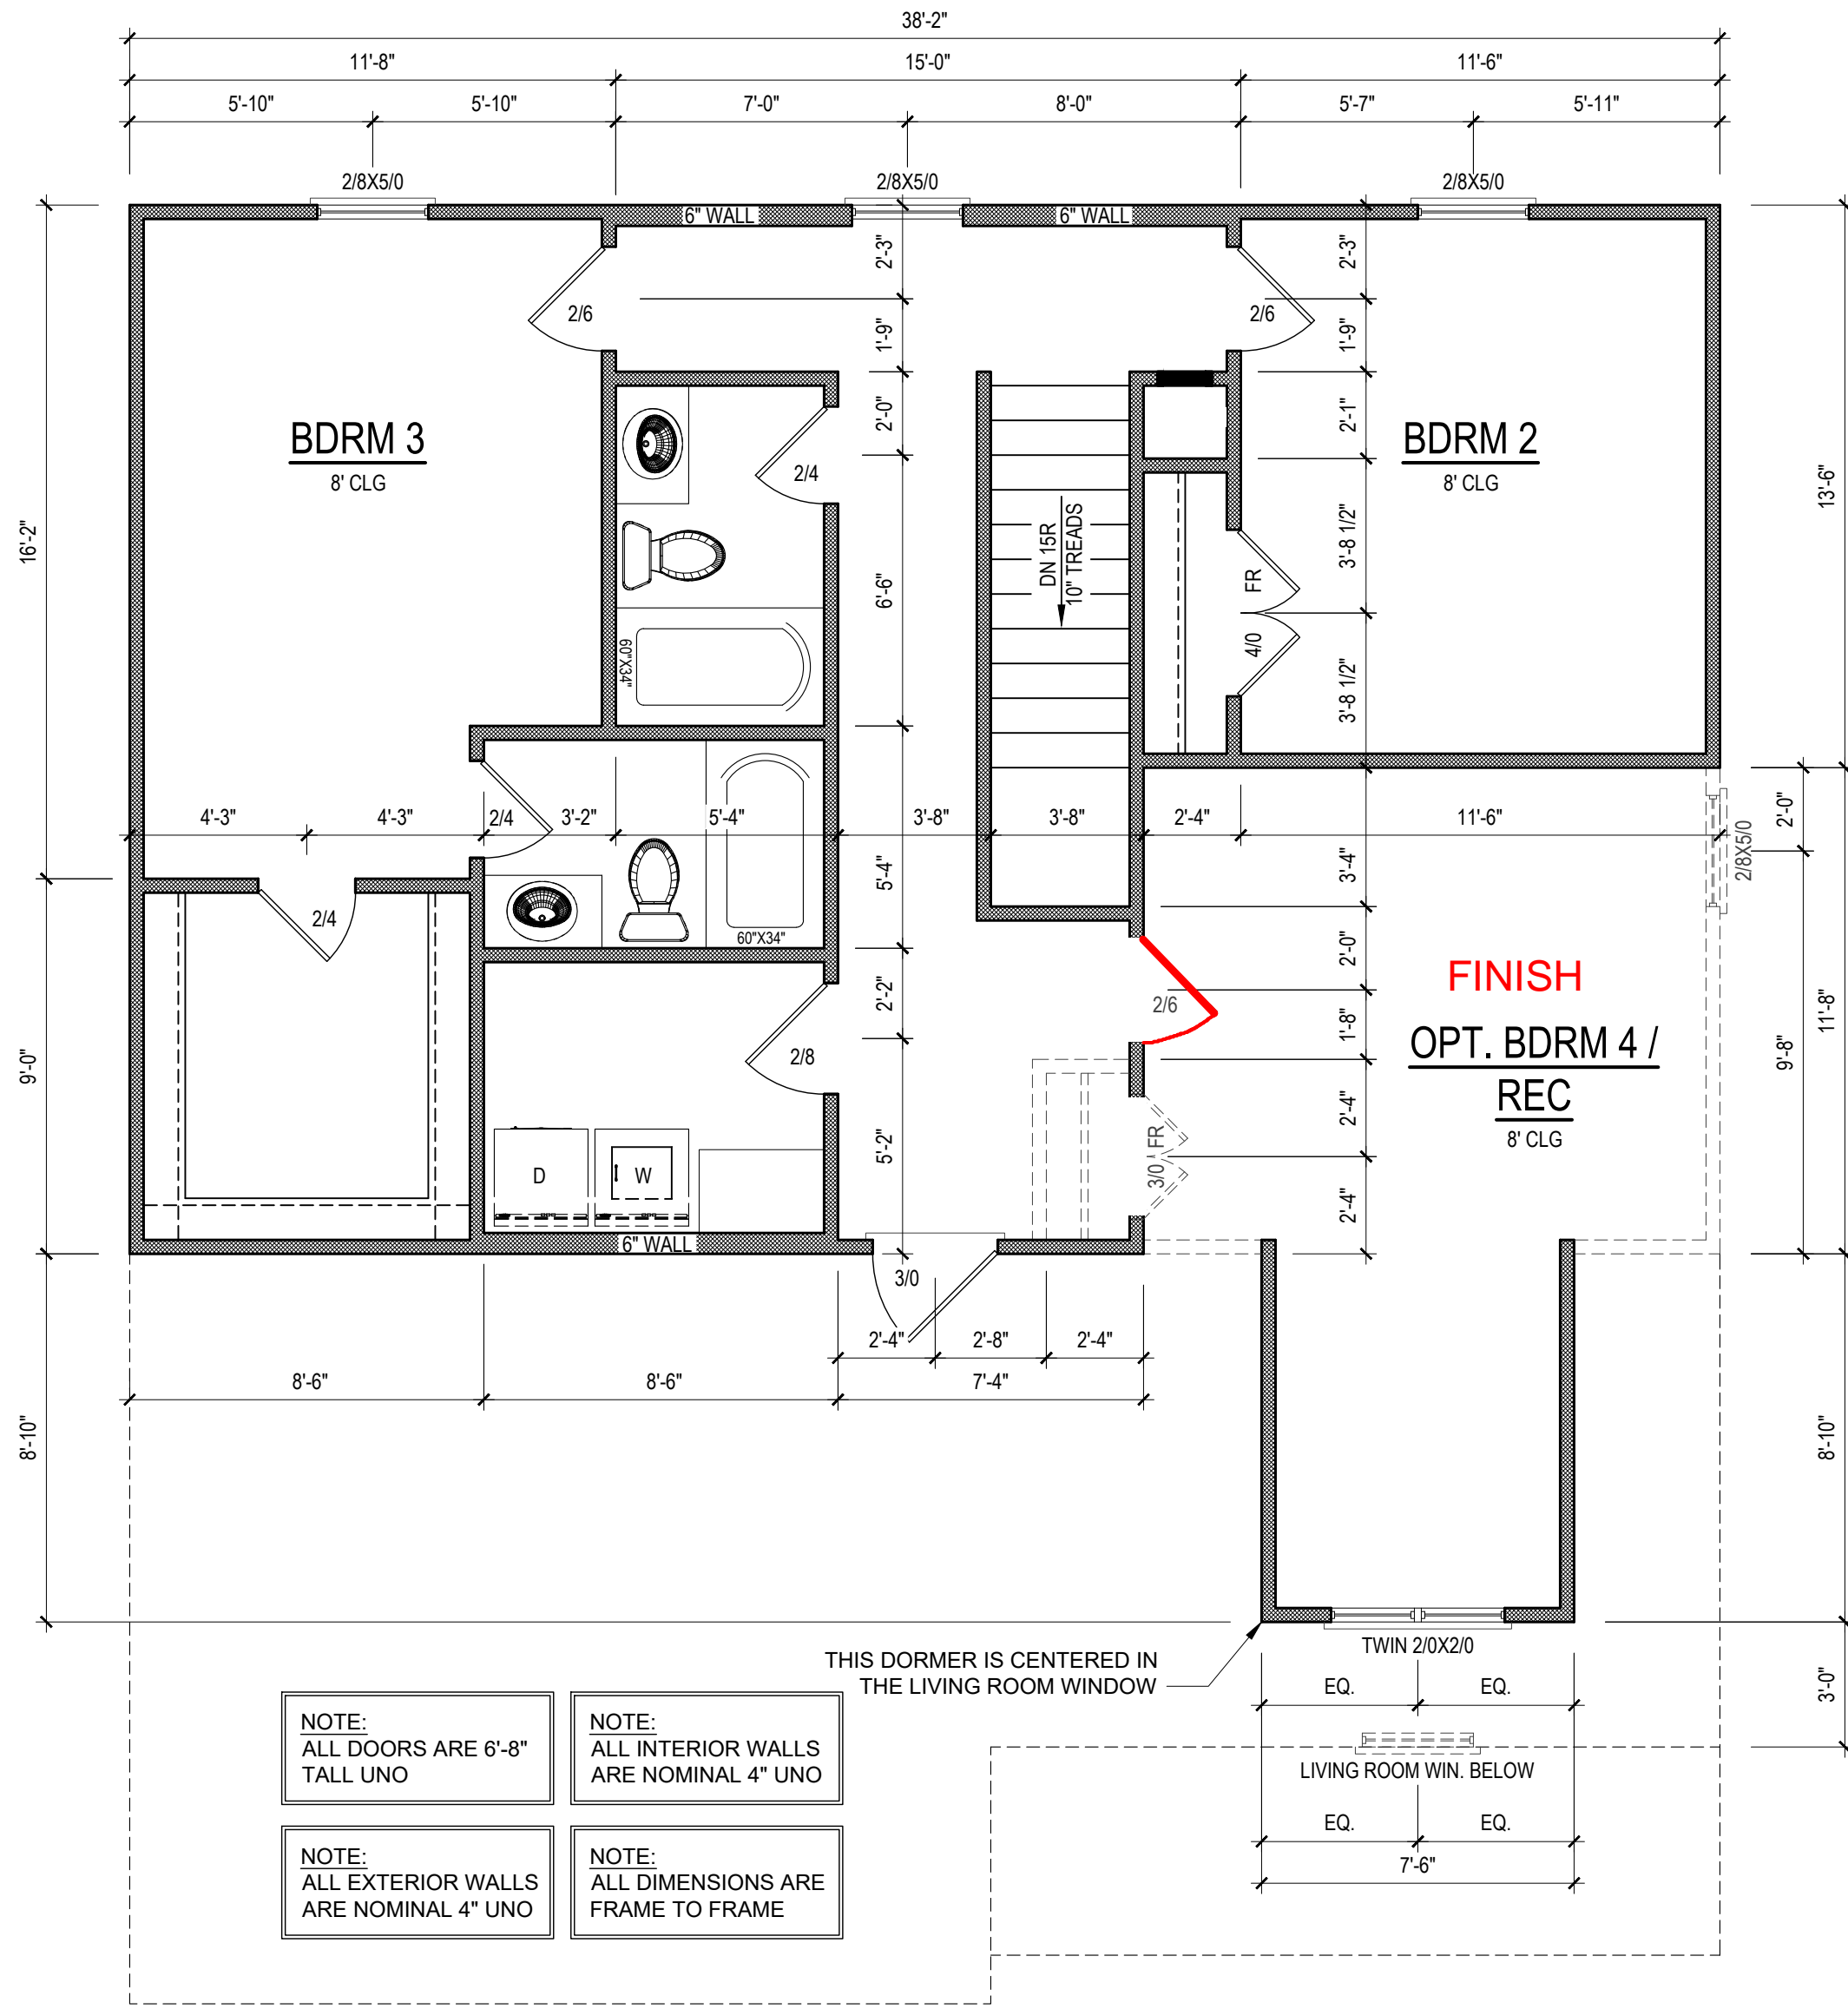 38'-2"
11'-8" 15'-0" 11'-6"
5'-10" 5'-10" 7'-0" 8'-0" 5'-7" 5'-11"
2/8X5/0 2/8X5/0 2/8X5/0
6" WALL 6" WALL
2'-3" 2'-3"
2/6 2/6
1'-9" 1'-9"
BDRM 3
8' CLG
2'-0" 2'-1"
BDRM 2
8' CLG
2/4
13'-6"
16'-2"
DN 15R
10" TREADS
3'-8 1/2"
6'-6"
FR
4/0
60"X34"
3'-8 1/2"
4'-3" 4'-3" 2/4 3'-2" 5'-4" 3'-8" 3'-8" 2'-4" 11'-6"
2'-0"
2/8X5/0
5'-4" 3'-4"
2/4
60"X34"
2'-0"
FINISH
2'-2"
2/6
1'-8"
11'-8"
OPT. BDRM 4 /
REC
8' CLG
9'-8"
2/8
9'-0"
2'-4"
5'-2"
3/0 FR
D W
2'-4"
6" WALL
3/0
2'-4" 2'-8" 2'-4"
8'-6" 8'-6" 7'-4"
8'-10" 8'-10"
TWIN 2/0X2/0
THIS DORMER IS CENTERED IN
THE LIVING ROOM WINDOW
EQ. EQ.
3'-0"
LIVING ROOM WIN. BELOW
EQ. EQ.
7'-6"
NOTE:
ALL DOORS ARE 6'-8"
TALL UNO
NOTE:
ALL INTERIOR WALLS
ARE NOMINAL 4" UNO
NOTE:
ALL EXTERIOR WALLS
ARE NOMINAL 4" UNO
NOTE:
ALL DIMENSIONS ARE
FRAME TO FRAME